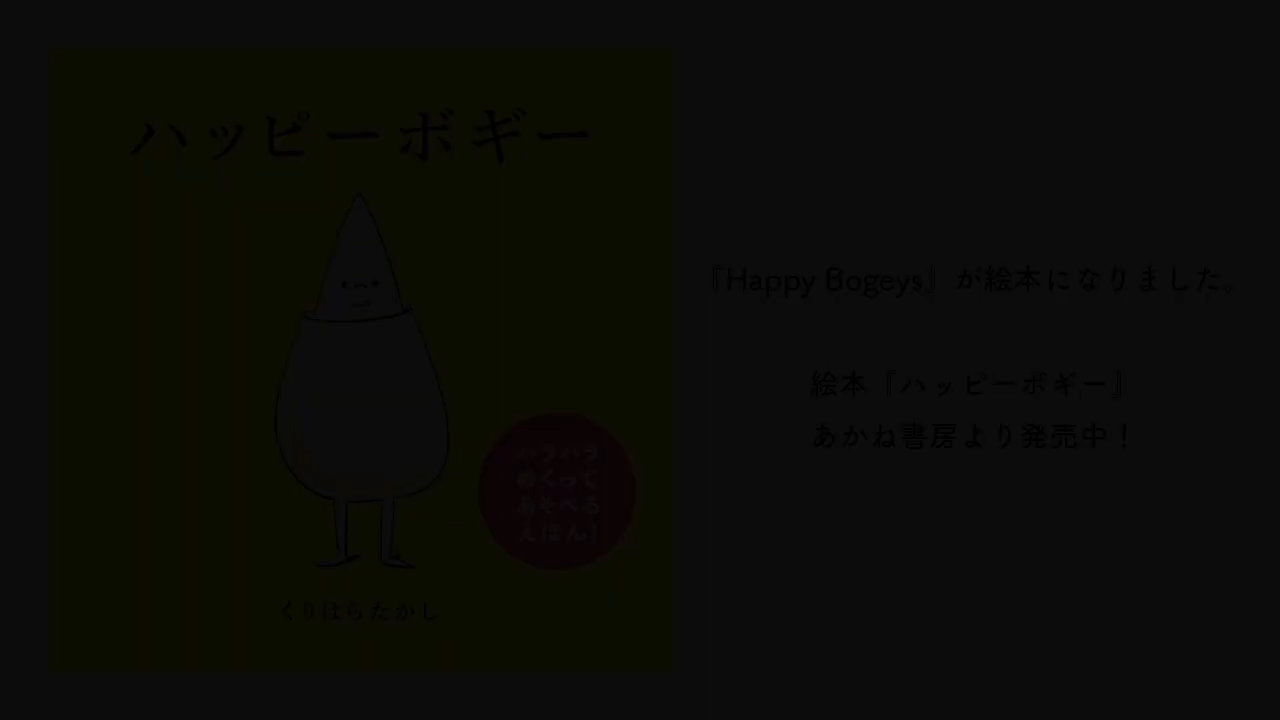 ハッピーボギー
パラパラ
めくって
あそべる
えほん！
くりはらたかし
『Happy Bogeys』が絵本になりました。
絵本『ハッピーボギー』
あかね書房より発売中！